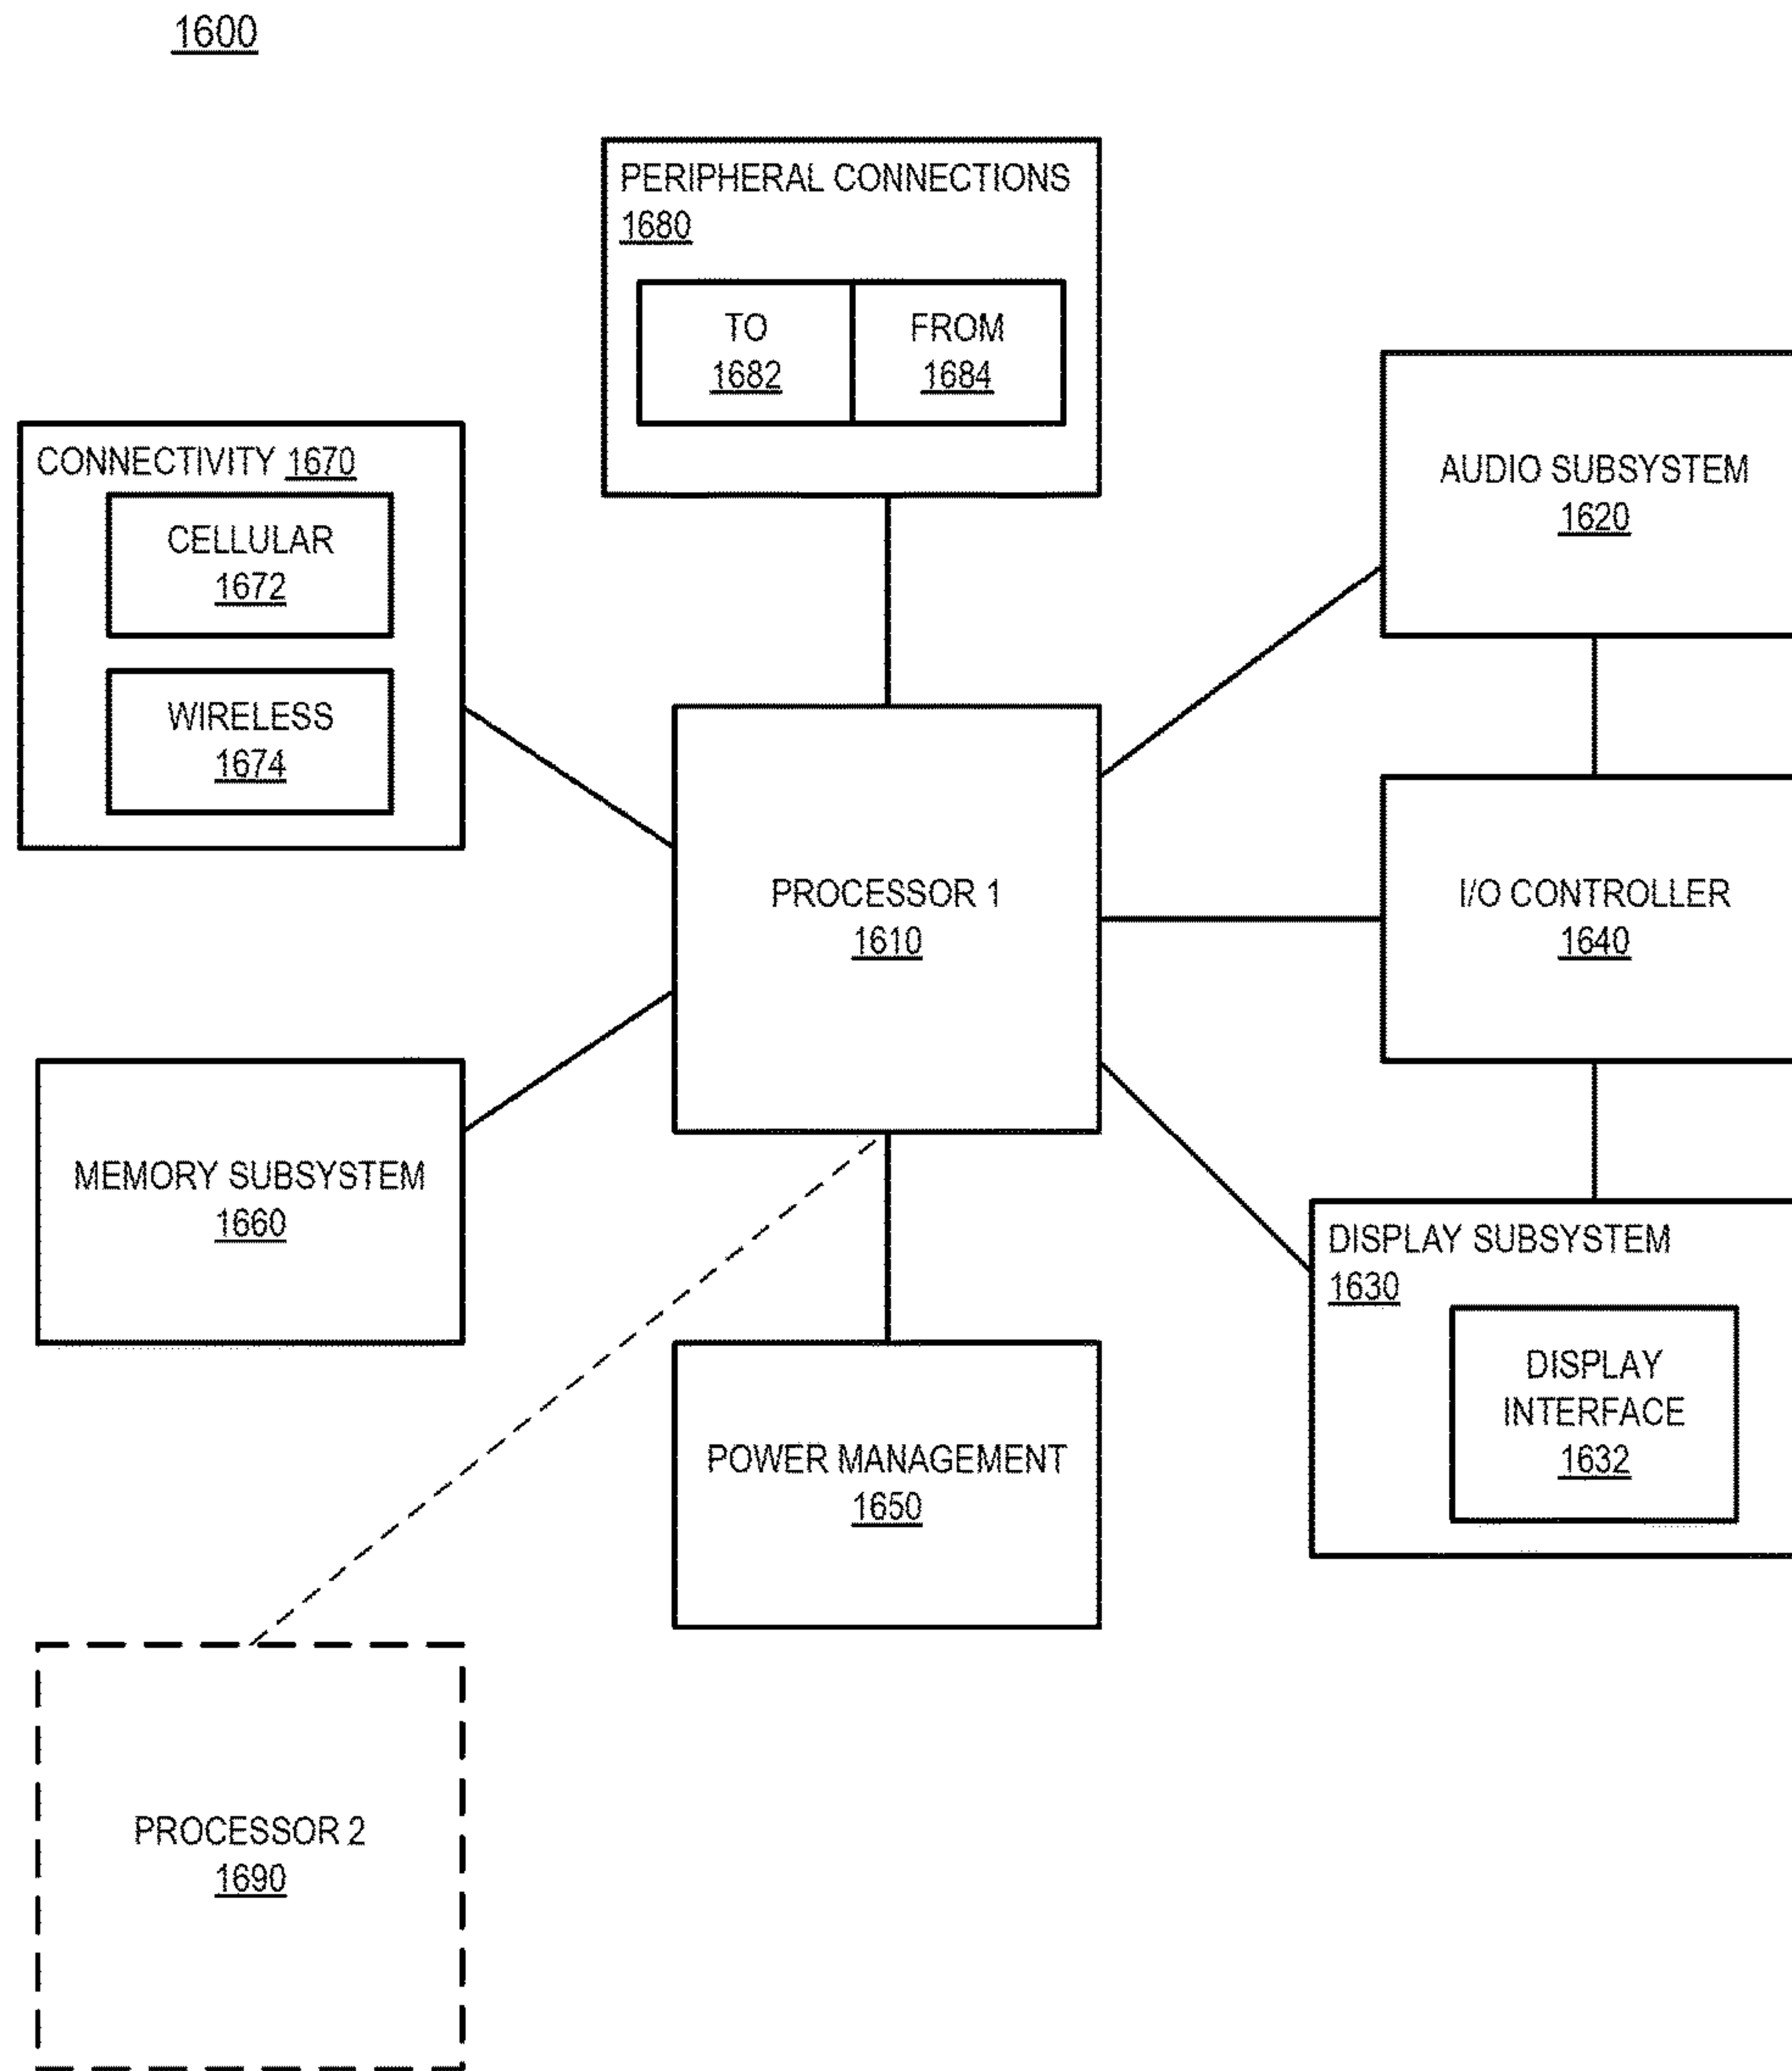 1600
PERIPHERAL CONNECTIONS
1680
TO
1682
FROM
1684
CONNECTIVITY 1670
CELLULAR
1672
WIRELESS
1674
AUDIO SUBSYSTEM
1620
PROCESSOR 1
1610
I/O CONTROLLER
1640
MEMORY SUBSYSTEM
1660
DISPLAY SUBSYSTEM
1630
DISPLAY
INTERFACE
1632
POWER MANAGEMENT
1650
PROCESSOR 2
1690